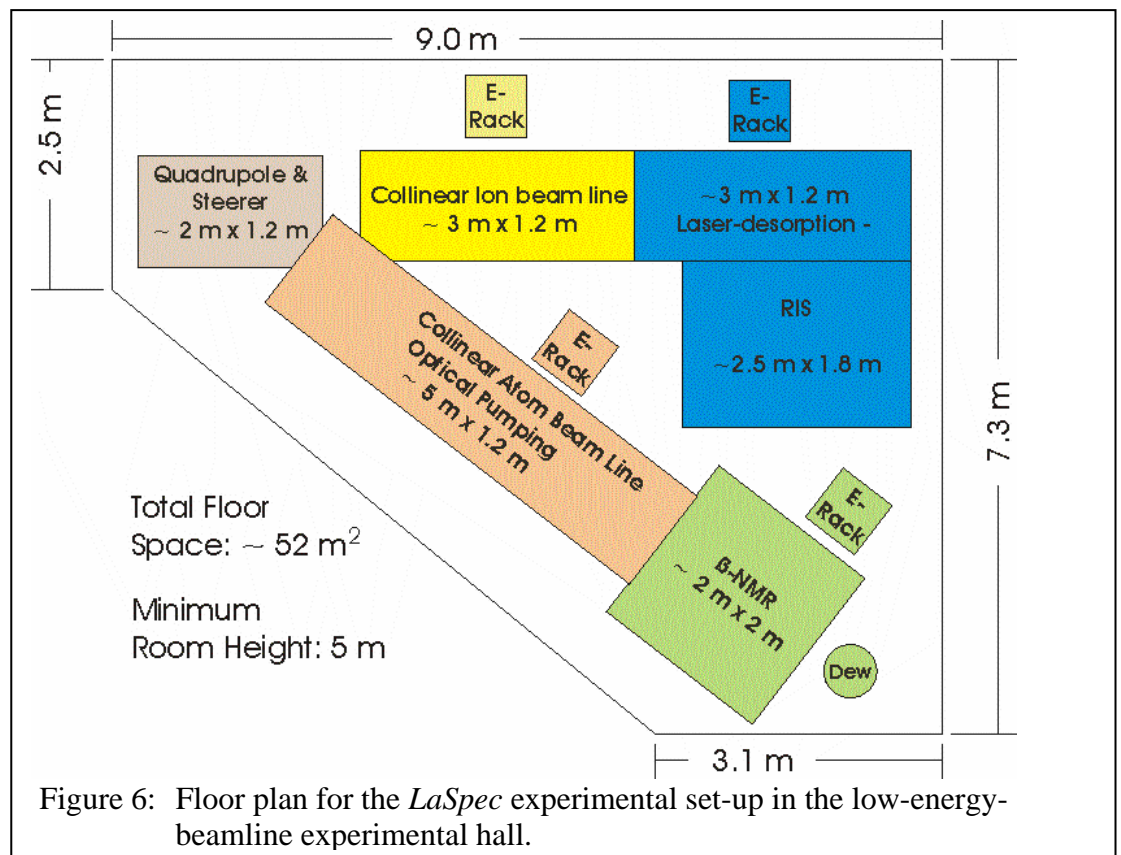 9.0 m
2.5 m
E-
Rack
E-
Rack
Quadrupole &
Steerer
~ 2 m x 1.2 m
Collinear Ion beam line
~ 3 m x 1.2 m
~3 m x 1.2 m
Laser-desorption -
RIS
~2.5 m x 1.8 m
E-
Rack
Collinear Atom Beam Line
Optical Pumping
~ 5 m x 1.2 m
7.3 m
E-
Rack
ß-NMR
~ 2 m x 2 m
Dew
Total Floor
Space: ~ 52 m²
Minimum
Room Height: 5 m
3.1 m
Figure 6: Floor plan for the LaSpec experimental set-up in the low-energy-
beamline experimental hall.